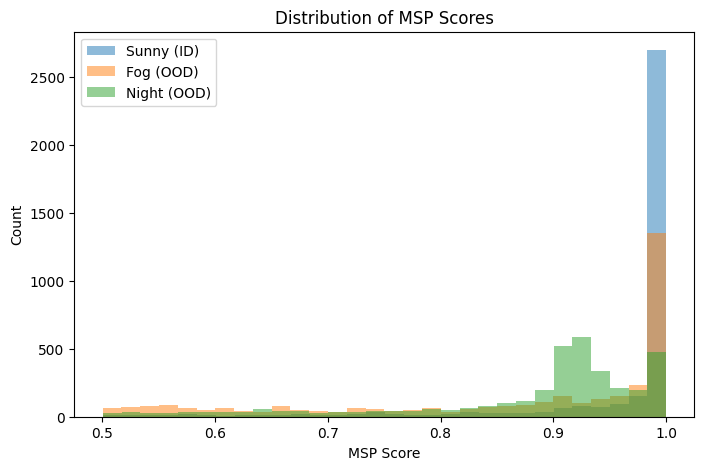 Distribution of MSP Scores
Sunny (ID)
Fog (OOD)
Night (OOD)
Count
2500
2000
1500
1000
500
0
0.5 0.6 0.7 0.8 0.9 1.0
MSP Score